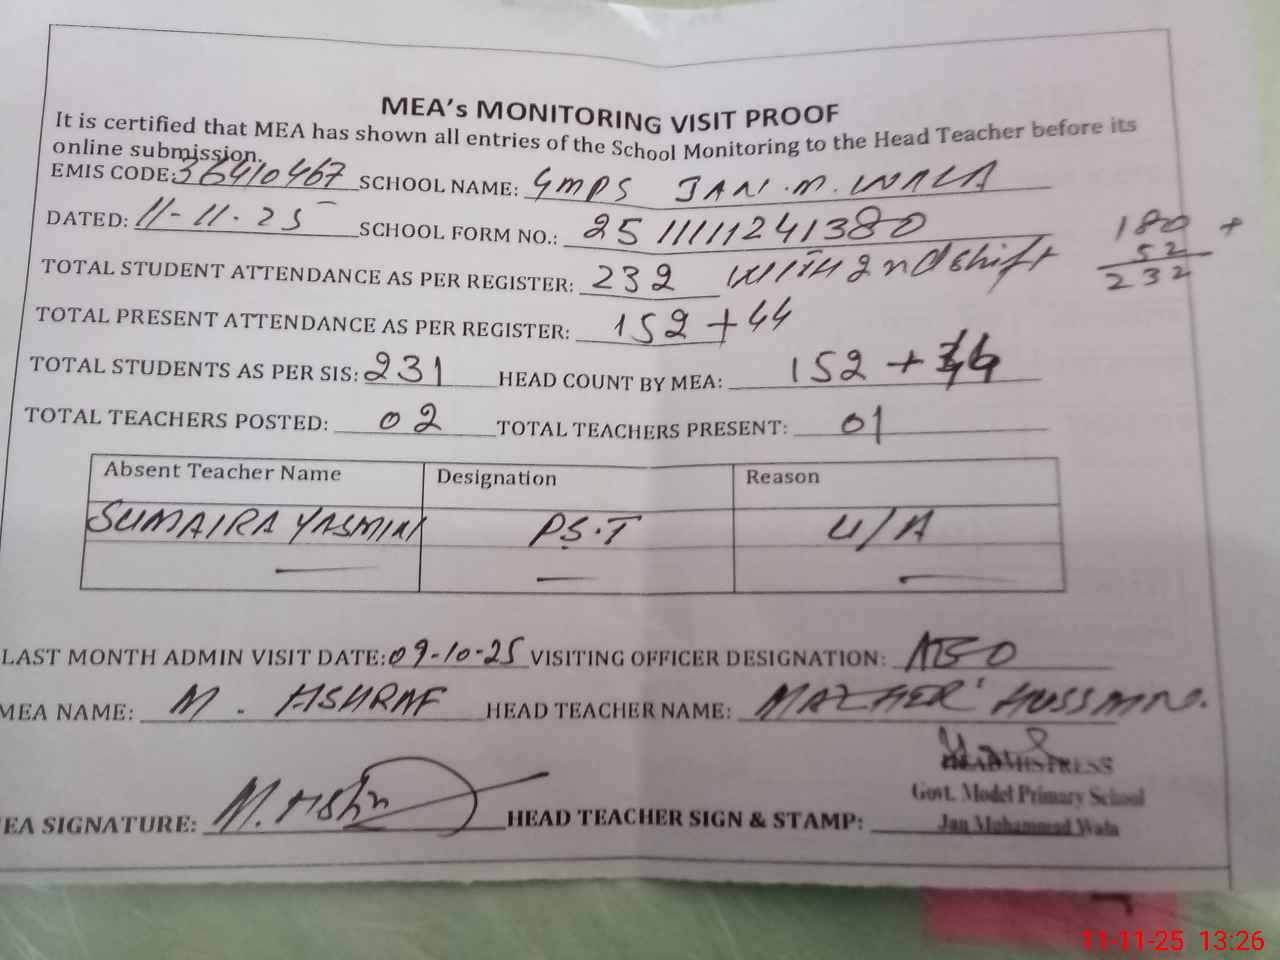 MEA's MONITORING VISIT PROOF
It is certified that MEA has shown all entries of the School Monitoring to the Head Teacher before its
online submission.
EMIS CODE: 36410467 SCHOOL NAME: GMPS JAN.M.WALA
DATED: 11-11-25 SCHOOL FORM NO.: 25111111241380
180 +
52
232
TOTAL STUDENT ATTENDANCE AS PER REGISTER: 232 WITH 2nd shift
TOTAL PRESENT ATTENDANCE AS PER REGISTER: 152 + 44
TOTAL STUDENTS AS PER SIS: 231 HEAD COUNT BY MEA: 152 + 44
TOTAL TEACHERS POSTED: 02 TOTAL TEACHERS PRESENT: 01
Absent Teacher Name Designation Reason
SUMAIRA YASMIN PS.T U/A
LAST MONTH ADMIN VISIT DATE: 09-10-25 VISITING OFFICER DESIGNATION: AEO
MEA NAME: M. ASHRAF HEAD TEACHER NAME: MAZHER HUSSAIN.
HEADMISTRESS
Govt. Model Primary School
EA SIGNATURE: M. Ash HEAD TEACHER SIGN & STAMP: Jan Muhammad Wala
11-11-25 13:26